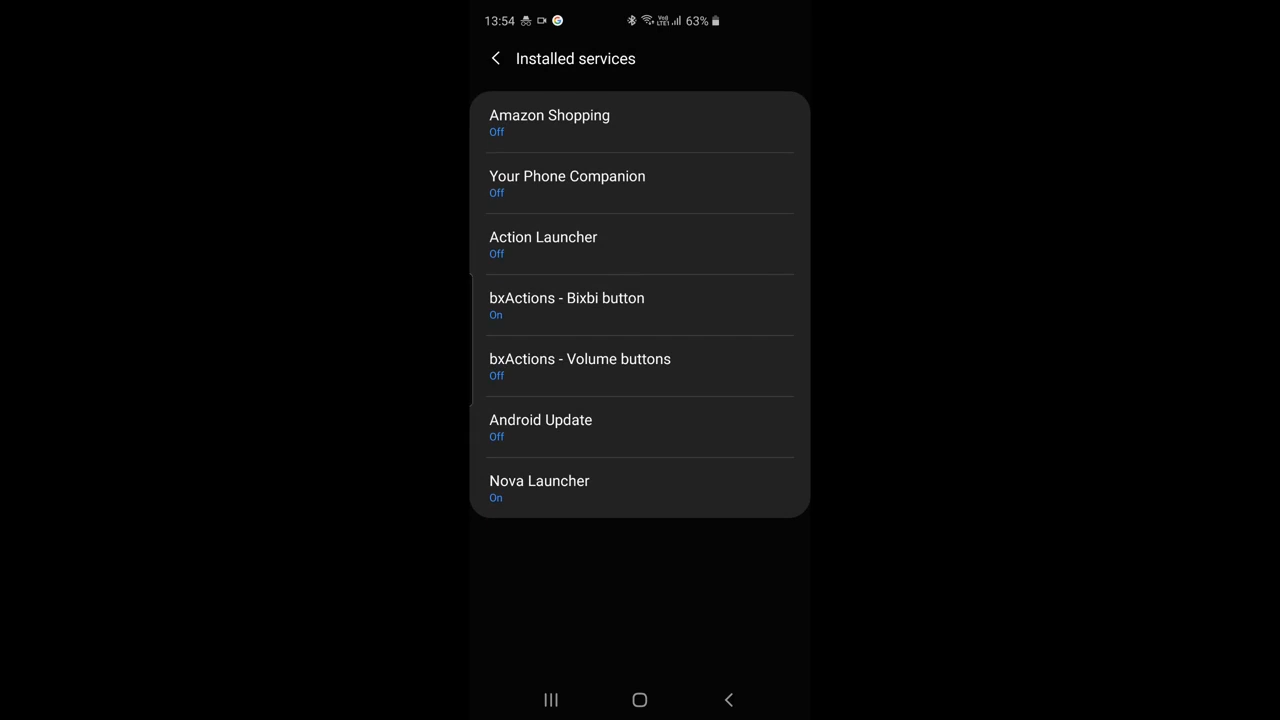 13:54 63%
Installed services
Amazon Shopping
Off
Your Phone Companion
Off
Action Launcher
Off
bxActions - Bixbi button
On
bxActions - Volume buttons
Off
Android Update
Off
Nova Launcher
On